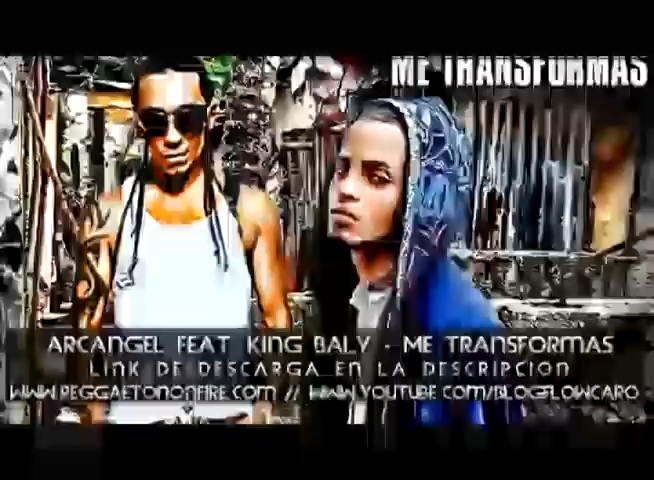 ME TRANSFORMAS
ARCANGEL FEAT KING BALY - ME TRANSFORMAS
LINK DE DESCARGA EN LA DESCRIPCION
WWW.REGGAETONONFIRE.COM // WWW.YOUTUBE.COM/BLOGFLOWCARO